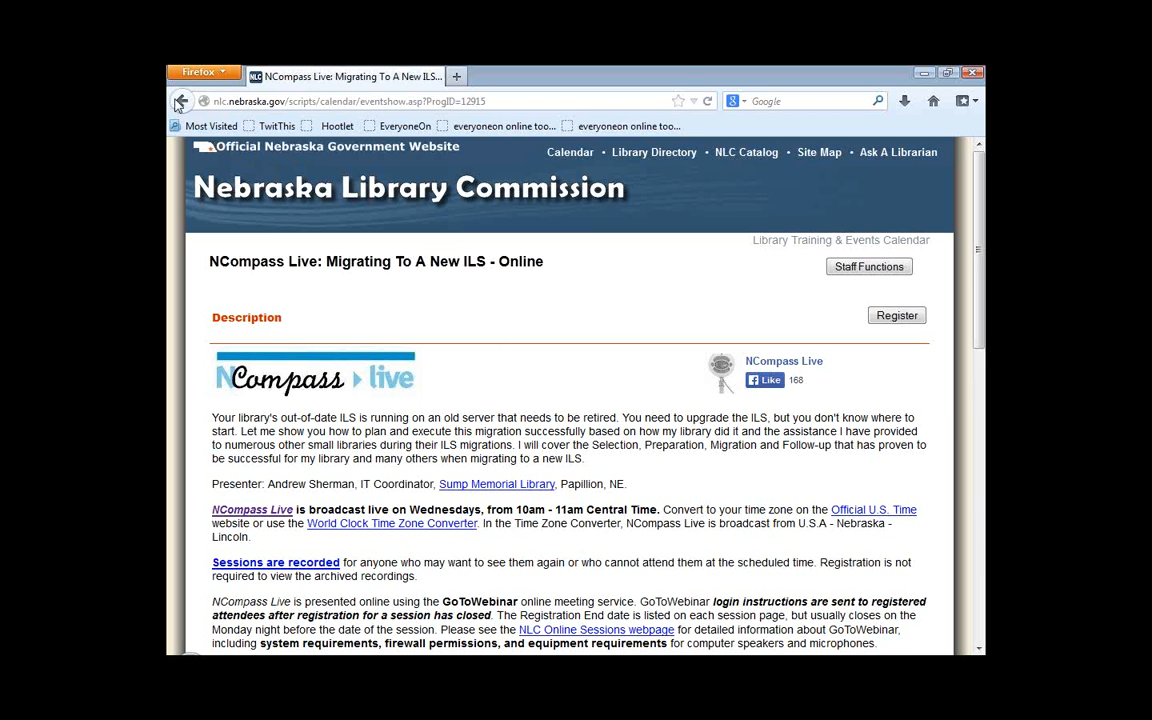 Firefox
NLC NCompass Live: Migrating To A New ILS...
nlc.nebraska.gov/scripts/calendar/eventshow.asp?ProgID=12915
Google
Most Visited TwitThis Hootlet EveryoneOn everyoneon online too... everyoneon online too...
Official Nebraska Government Website
Calendar • Library Directory • NLC Catalog • Site Map • Ask A Librarian
Nebraska Library Commission
Library Training & Events Calendar
NCompass Live: Migrating To A New ILS - Online
Staff Functions
Description
Register
NCompass live
NCompass Live
Like 168
Your library's out-of-date ILS is running on an old server that needs to be retired. You need to upgrade the ILS, but you don't know where to
start. Let me show you how to plan and execute this migration successfully based on how my library did it and the assistance I have provided
to numerous other small libraries during their ILS migrations. I will cover the Selection, Preparation, Migration and Follow-up that has proven to
be successful for my library and many others when migrating to a new ILS.
Presenter: Andrew Sherman, IT Coordinator, Sump Memorial Library, Papillion, NE.
NCompass Live is broadcast live on Wednesdays, from 10am - 11am Central Time. Convert to your time zone on the Official U.S. Time
website or use the World Clock Time Zone Converter. In the Time Zone Converter, NCompass Live is broadcast from U.S.A - Nebraska -
Lincoln.
Sessions are recorded for anyone who may want to see them again or who cannot attend them at the scheduled time. Registration is not
required to view the archived recordings.
NCompass Live is presented online using the GoToWebinar online meeting service. GoToWebinar login instructions are sent to registered
attendees after registration for a session has closed. The Registration End date is listed on each session page, but usually closes on the
Monday night before the date of the session. Please see the NLC Online Sessions webpage for detailed information about GoToWebinar,
including system requirements, firewall permissions, and equipment requirements for computer speakers and microphones.